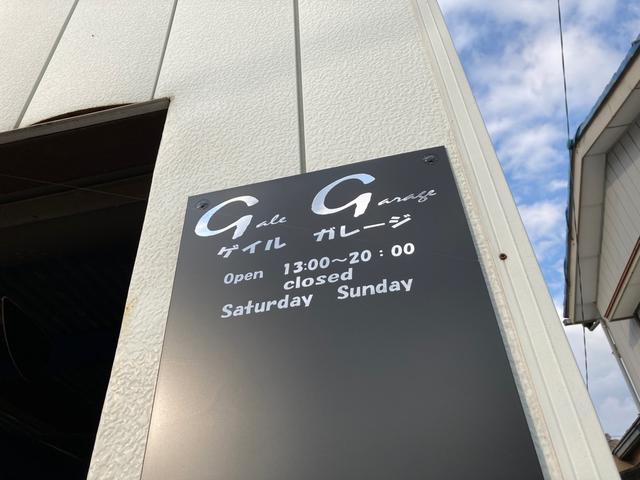 Gale Garage
ゲイル ガレージ
Open 13:00~20:00
closed
Saturday Sunday